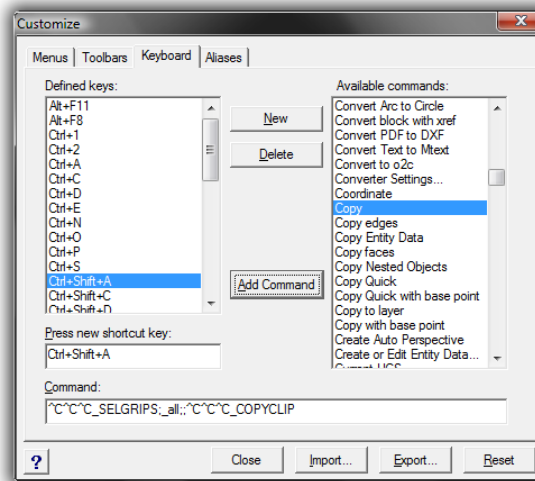 Customize
Menus
Toolbars
Keyboard
Aliases
Defined keys:
Alt+F11
Alt+F8
Ctrl+1
Ctrl+2
Ctrl+A
Ctrl+C
Ctrl+D
Ctrl+E
Ctrl+N
Ctrl+O
Ctrl+P
Ctrl+S
Ctrl+Shift+A
Ctrl+Shift+C
Ctrl+Shift+D
New
Delete
Add Command
Available commands:
Convert Arc to Circle
Convert block with xref
Convert PDF to DXF
Convert Text to Mtext
Convert to o2c
Converter Settings...
Coordinate
Copy
Copy edges
Copy Entity Data
Copy faces
Copy Nested Objects
Copy Quick
Copy Quick with base point
Copy to layer
Copy with base point
Create Auto Perspective
Create or Edit Entity Data...
Current UCS
Press new shortcut key:
Ctrl+Shift+A
Command:
^C^C^C_SELGRIPS;_all;;^C^C^C_COPYCLIP
?
Close
Import...
Export...
Reset